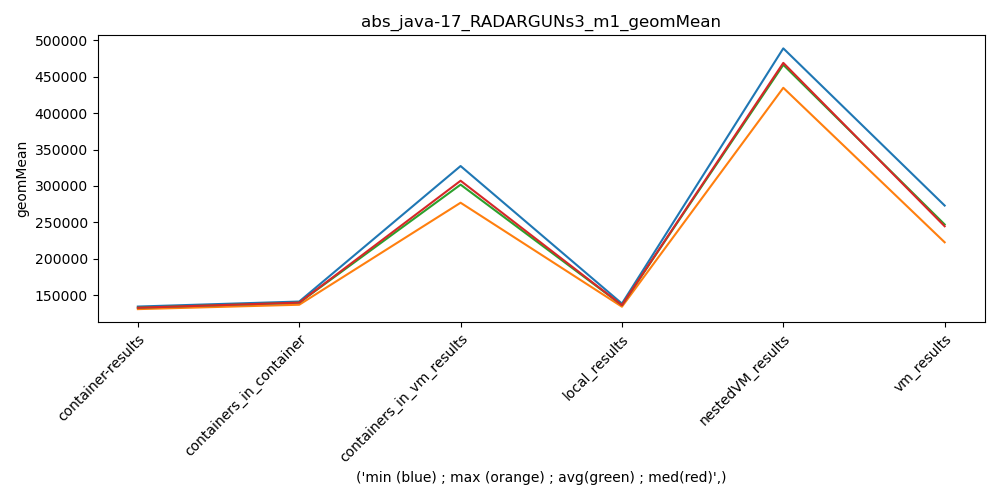 abs_java-17_RADARGUNs3_m1_geomMean
geomMean
500000
450000
400000
350000
300000
250000
200000
150000
container-results
containers_in_container
containers_in_vm_results
local_results
nestedVM_results
vm_results
('min (blue) ; max (orange) ; avg(green) ; med(red)',)